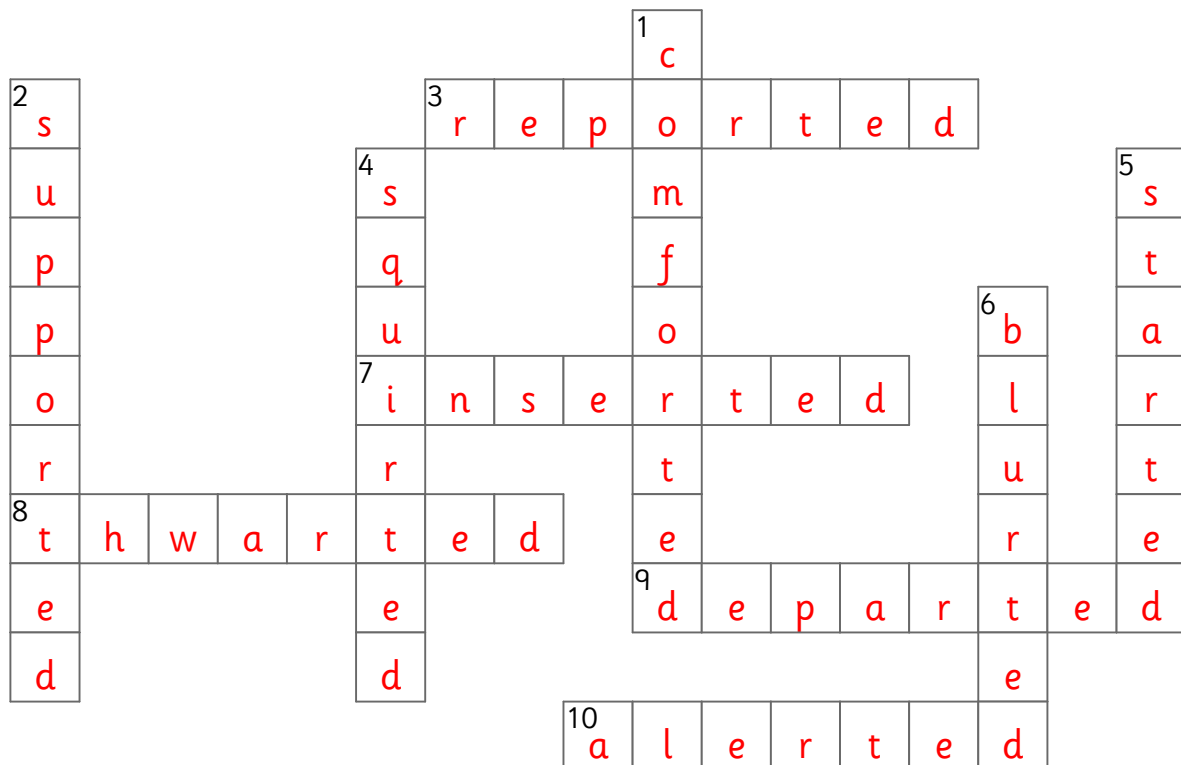 1
c
2 3
s r e p o r t e d
4 5
u s m s
p q f t
6
p u o b a
7
o i n s e r t e d l r
r r t u t
8
t h w a r t e d e r e
9
e e d e p a r t e d
d d e
10
a l e r t e d